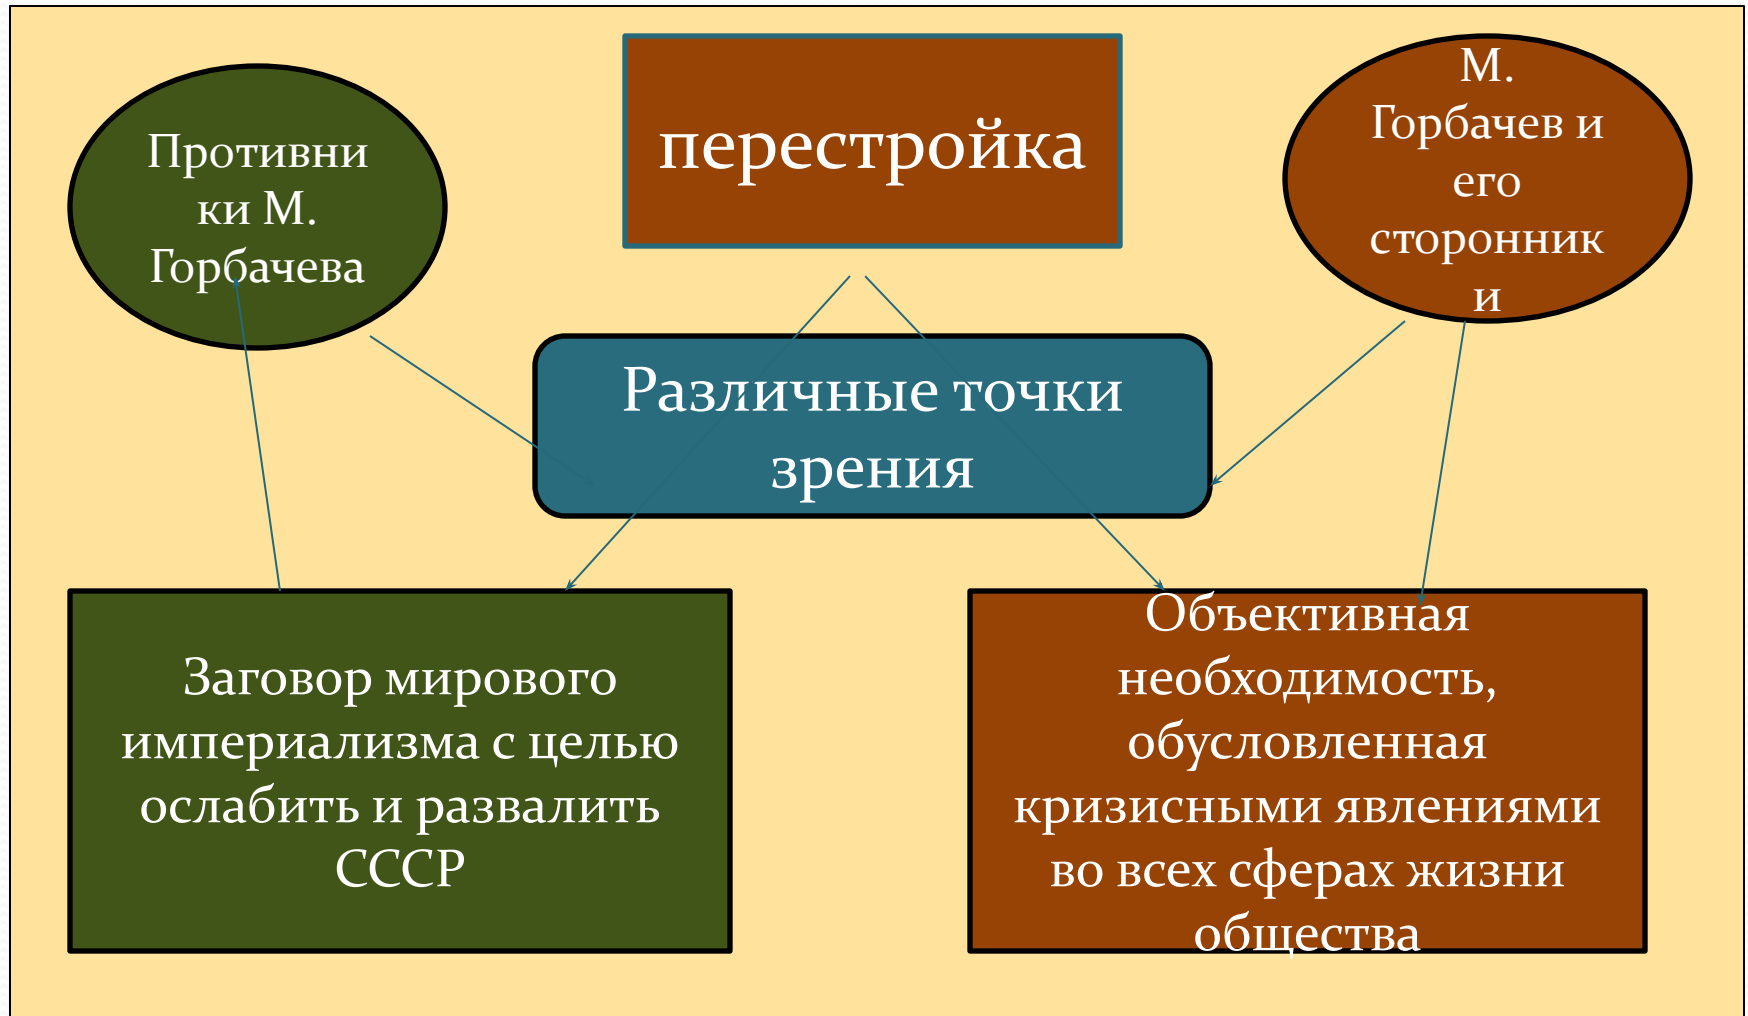 Противни
ки М.
Горбачева
перестройка
М.
Горбачев и
его
сторонник
и
Различные точки
зрения
Заговор мирового
империализма с целью
ослабить и развалить
СССР
Объективная
необходимость,
обусловленная
кризисными явлениями
во всех сферах жизни
общества